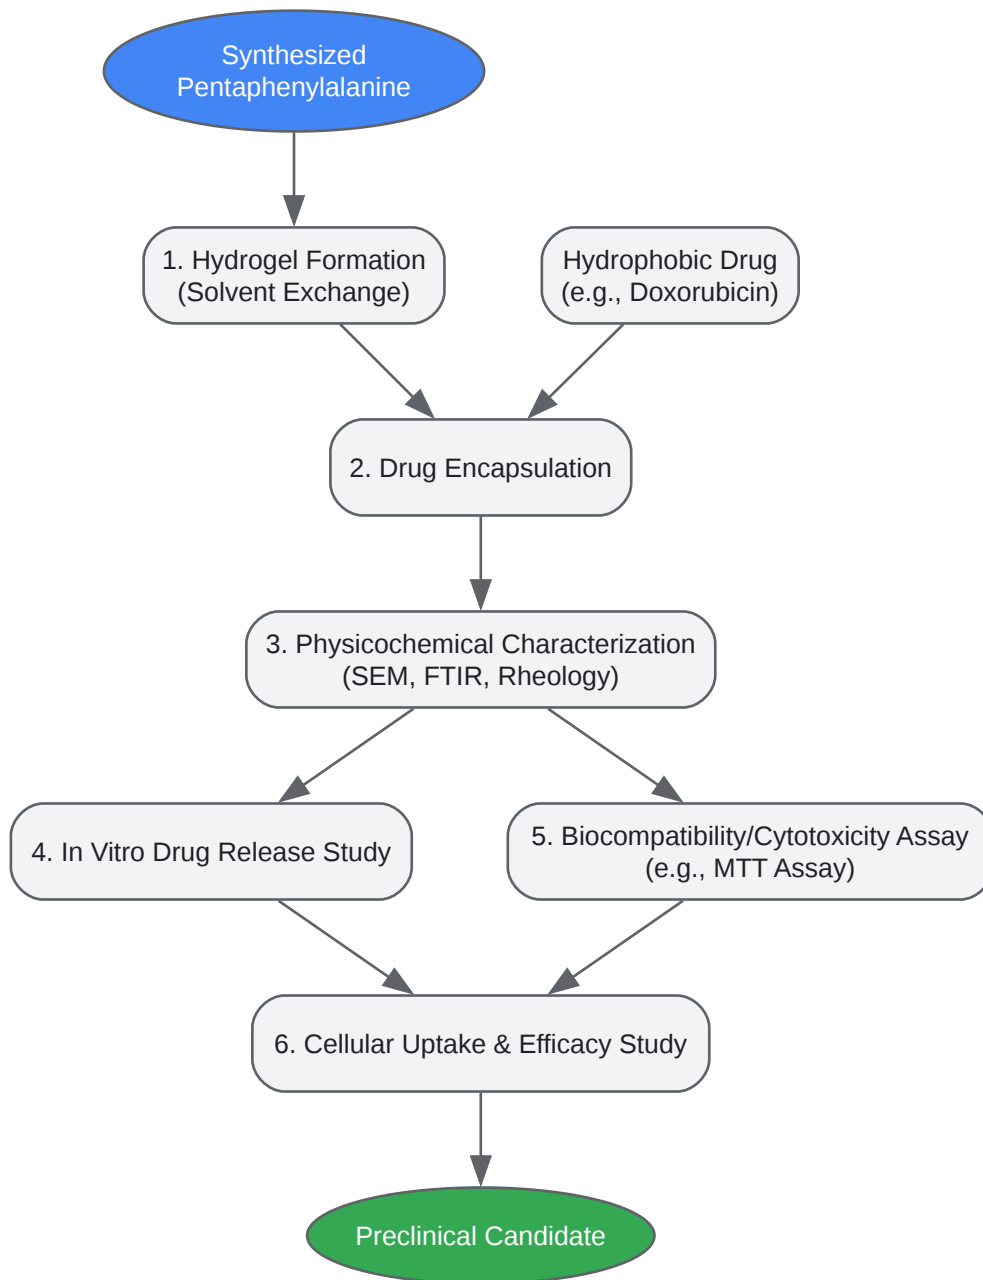 Synthesized
Pentaphenylalanine
1. Hydrogel Formation
(Solvent Exchange)
Hydrophobic Drug
(e.g., Doxorubicin)
2. Drug Encapsulation
3. Physicochemical Characterization
(SEM, FTIR, Rheology)
4. In Vitro Drug Release Study
5. Biocompatibility/Cytotoxicity Assay
(e.g., MTT Assay)
6. Cellular Uptake & Efficacy Study
Preclinical Candidate